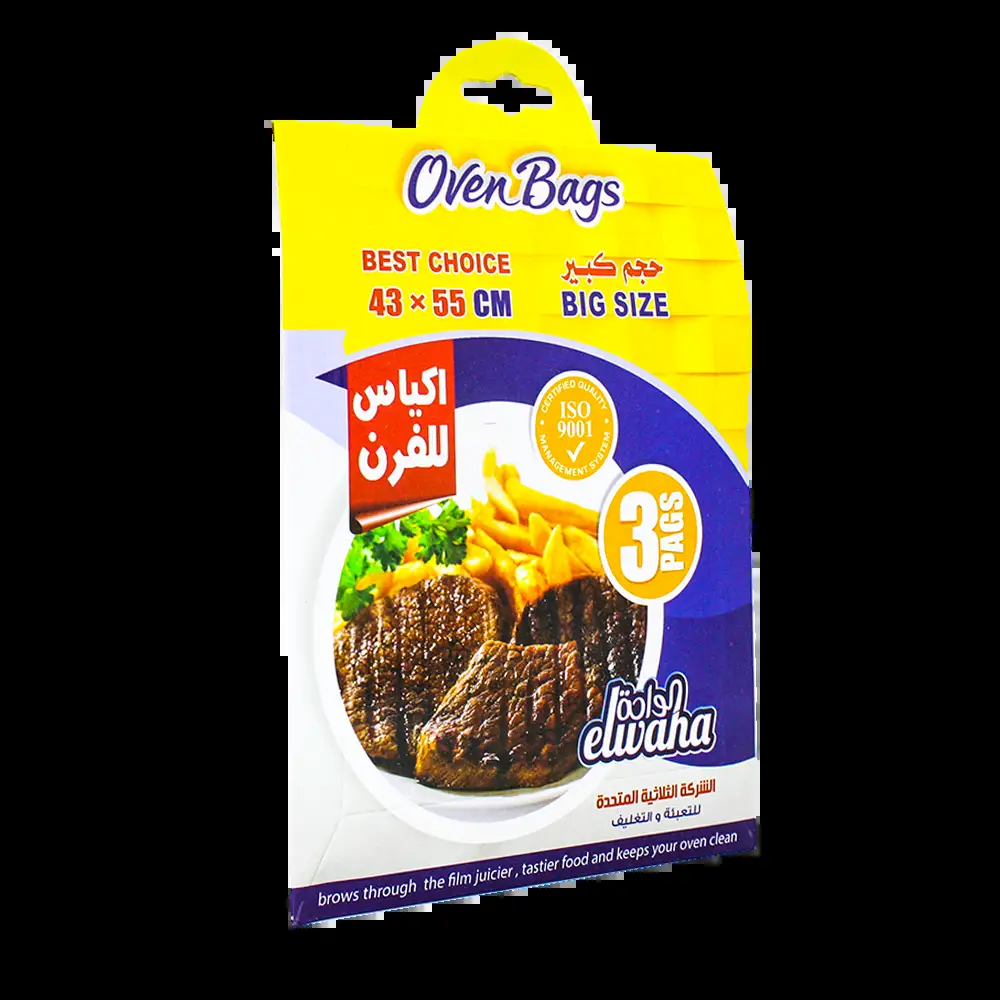 Oven Bags
BEST CHOICE
43 × 55 CM
حجم كبير
BIG SIZE
اكياس
للفرن
CERTIFIED QUALITY
ISO
9001
MANAGEMENT SYSTEM
3
PAGS
الواحة
elwaha
الشركة الثلاثية المتحدة
للتعبئة و التغليف
brows through the film juicier , tastier food and keeps your oven clean